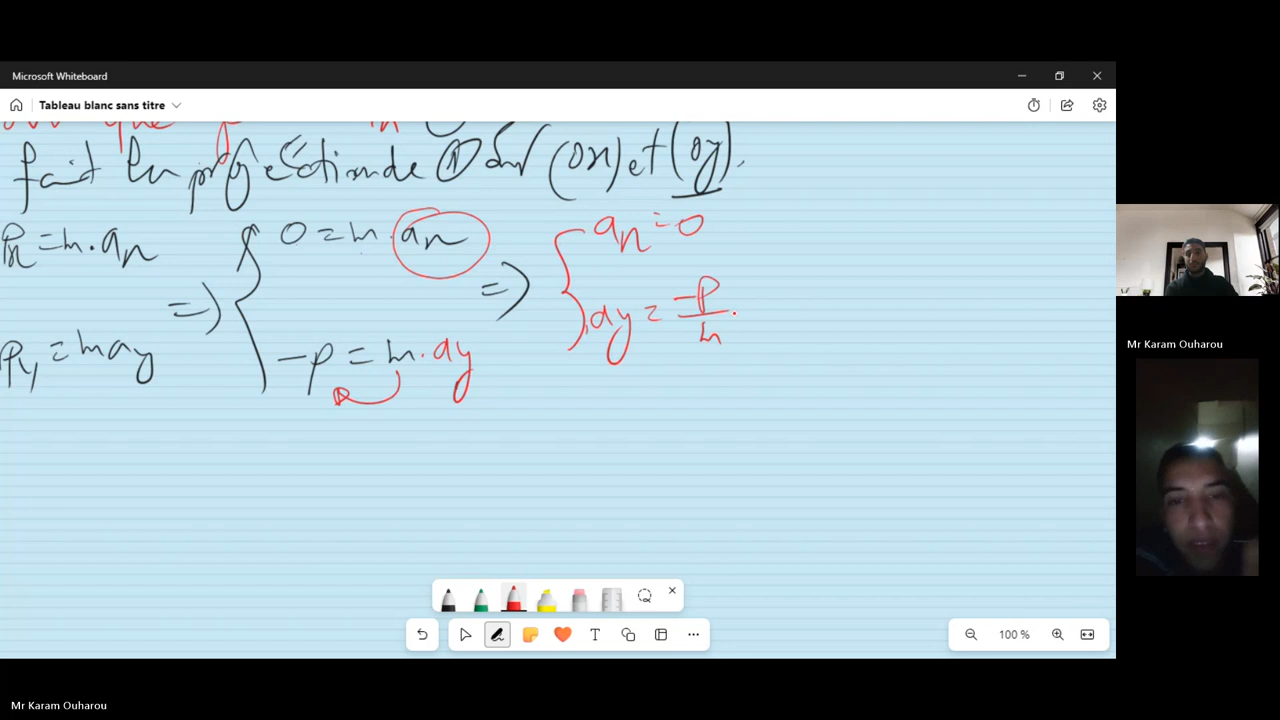 Microsoft Whiteboard
Tableau blanc sans titre
que
fait la projection de ① sur (ox) et (oy).
Px = m · ax
Py = m ay
=>
0 = m · ax
-p = m · ay
=>
ax = 0
ay = -p/m
Mr Karam Ouharou
100 %
Mr Karam Ouharou